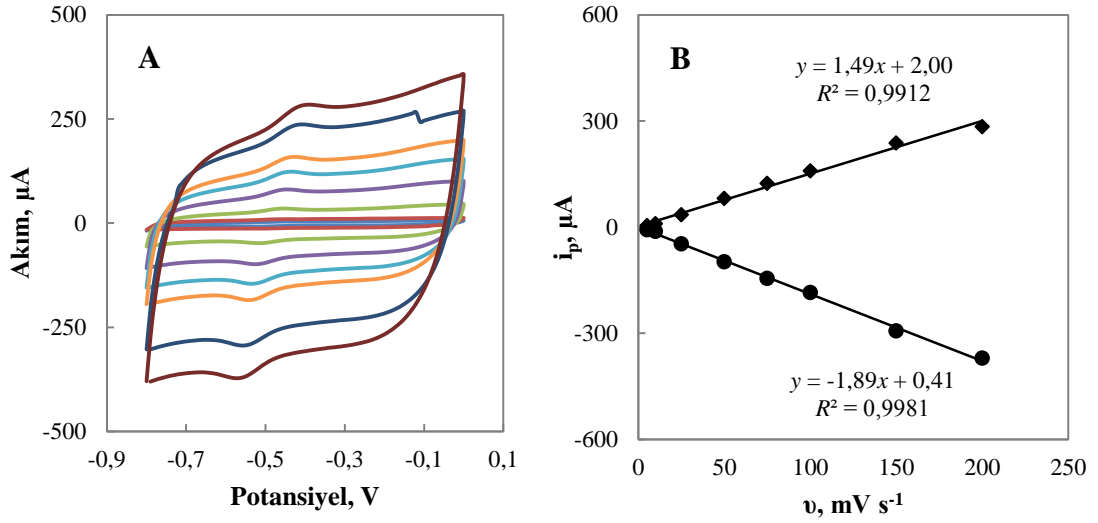 A
500
250
0
-250
-500
-0,9
-0,7
-0,5
-0,3
-0,1
0,1
Akım, µA
Potansiyel, V
B
600
300
0
-300
-600
0
50
100
150
200
250
y = 1,49x + 2,00
R² = 0,9912
y = -1,89x + 0,41
R² = 0,9981
iₚ, µA
υ, mV s⁻¹